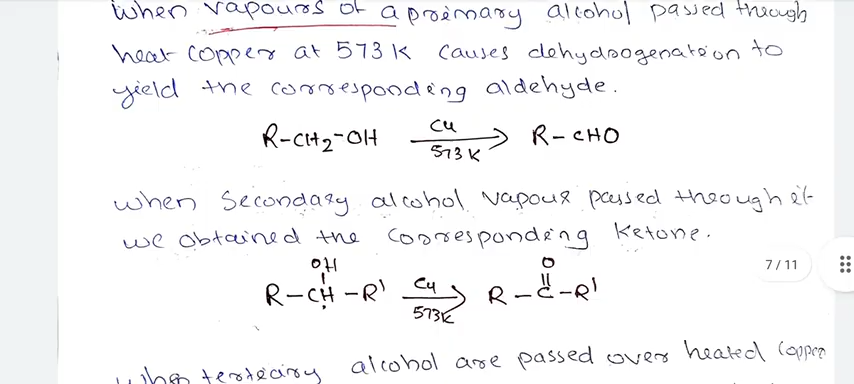 when vapours of a primary alcohol passed through
heat copper at 573 K causes dehydrogenation to
yield the corresponding aldehyde.
R-CH2-OH Cu 573 K R-CHO
when Secondary alcohol vapour passed through it
we obtained the corresponding ketone.
OH O
R-CH-R' Cu 573K R-C-R'
7/11
when tertiary alcohol are passed over heated Copper